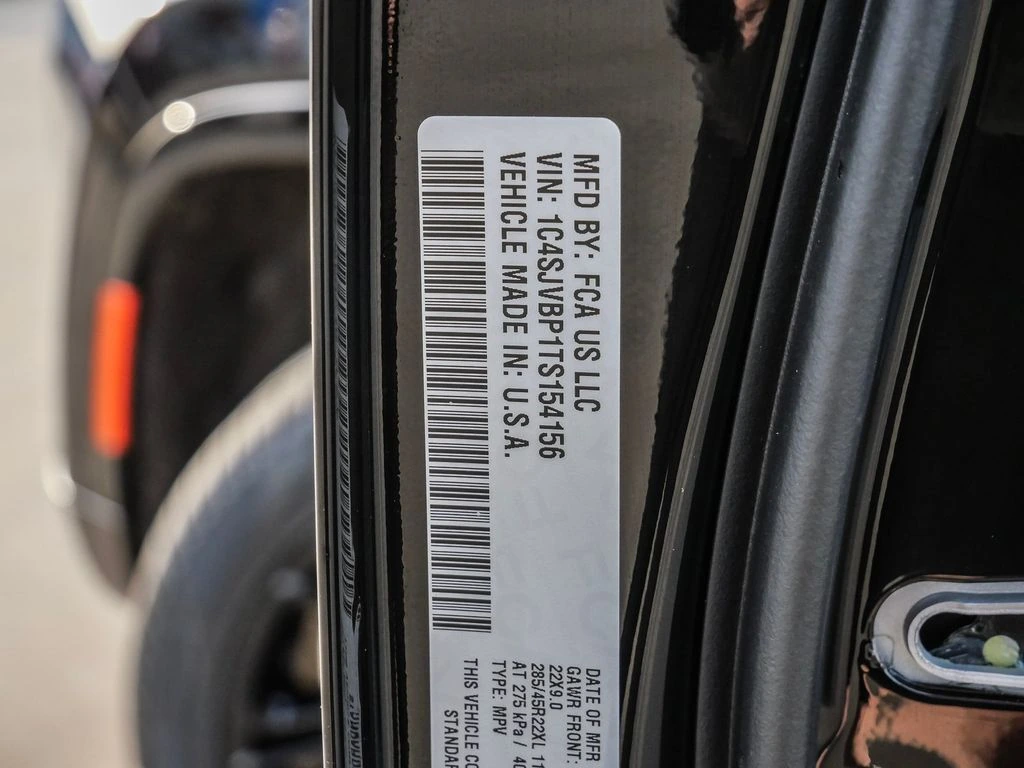 MFD BY: FCA US LLC
VIN: 1C4SJVBP1TS154156
VEHICLE MADE IN: U.S.A.
DATE OF MFR
GAWR FRONT:
22X9.0
285/45R22XL
AT 275 kPa /
TYPE: MPV
THIS VEHICLE